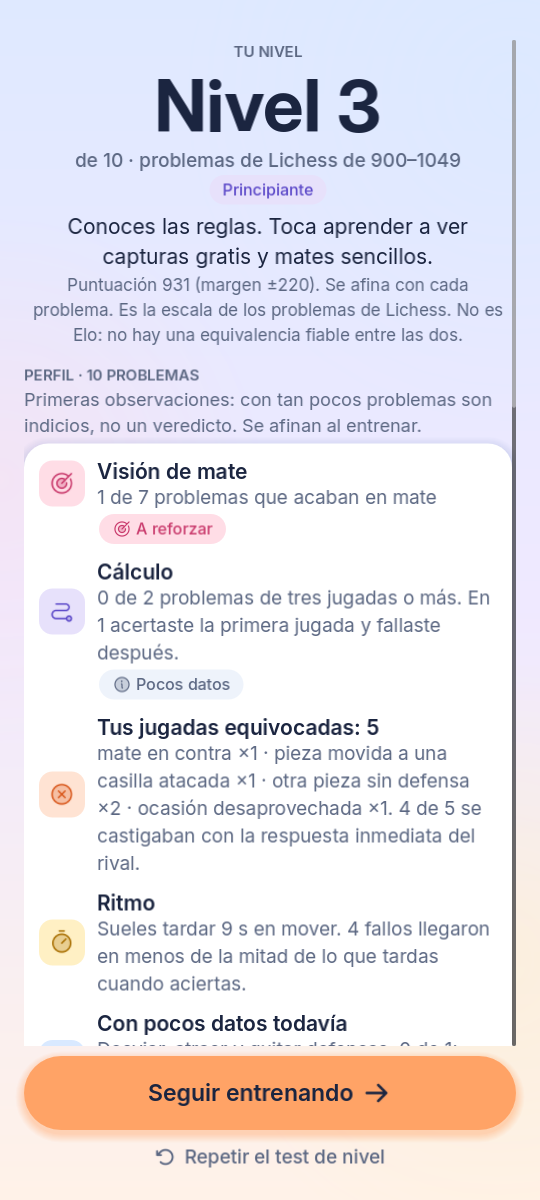 TU NIVEL
Nivel 3
de 10 · problemas de Lichess de 900–1049
Principiante
Conoces las reglas. Toca aprender a ver
capturas gratis y mates sencillos.
Puntuación 931 (margen ±220). Se afina con cada
problema. Es la escala de los problemas de Lichess. No es
Elo: no hay una equivalencia fiable entre las dos.
PERFIL · 10 PROBLEMAS
Primeras observaciones: con tan pocos problemas son
indicios, no un veredicto. Se afinan al entrenar.
Visión de mate
1 de 7 problemas que acaban en mate
A reforzar
Cálculo
0 de 2 problemas de tres jugadas o más. En
1 acertaste la primera jugada y fallaste
después.
Pocos datos
Tus jugadas equivocadas: 5
mate en contra ×1 · pieza movida a una
casilla atacada ×1 · otra pieza sin defensa
×2 · ocasión desaprovechada ×1. 4 de 5 se
castigaban con la respuesta inmediata del
rival.
Ritmo
Sueles tardar 9 s en mover. 4 fallos llegaron
en menos de la mitad de lo que tardas
cuando aciertas.
Con pocos datos todavía
Seguir entrenando
Repetir el test de nivel